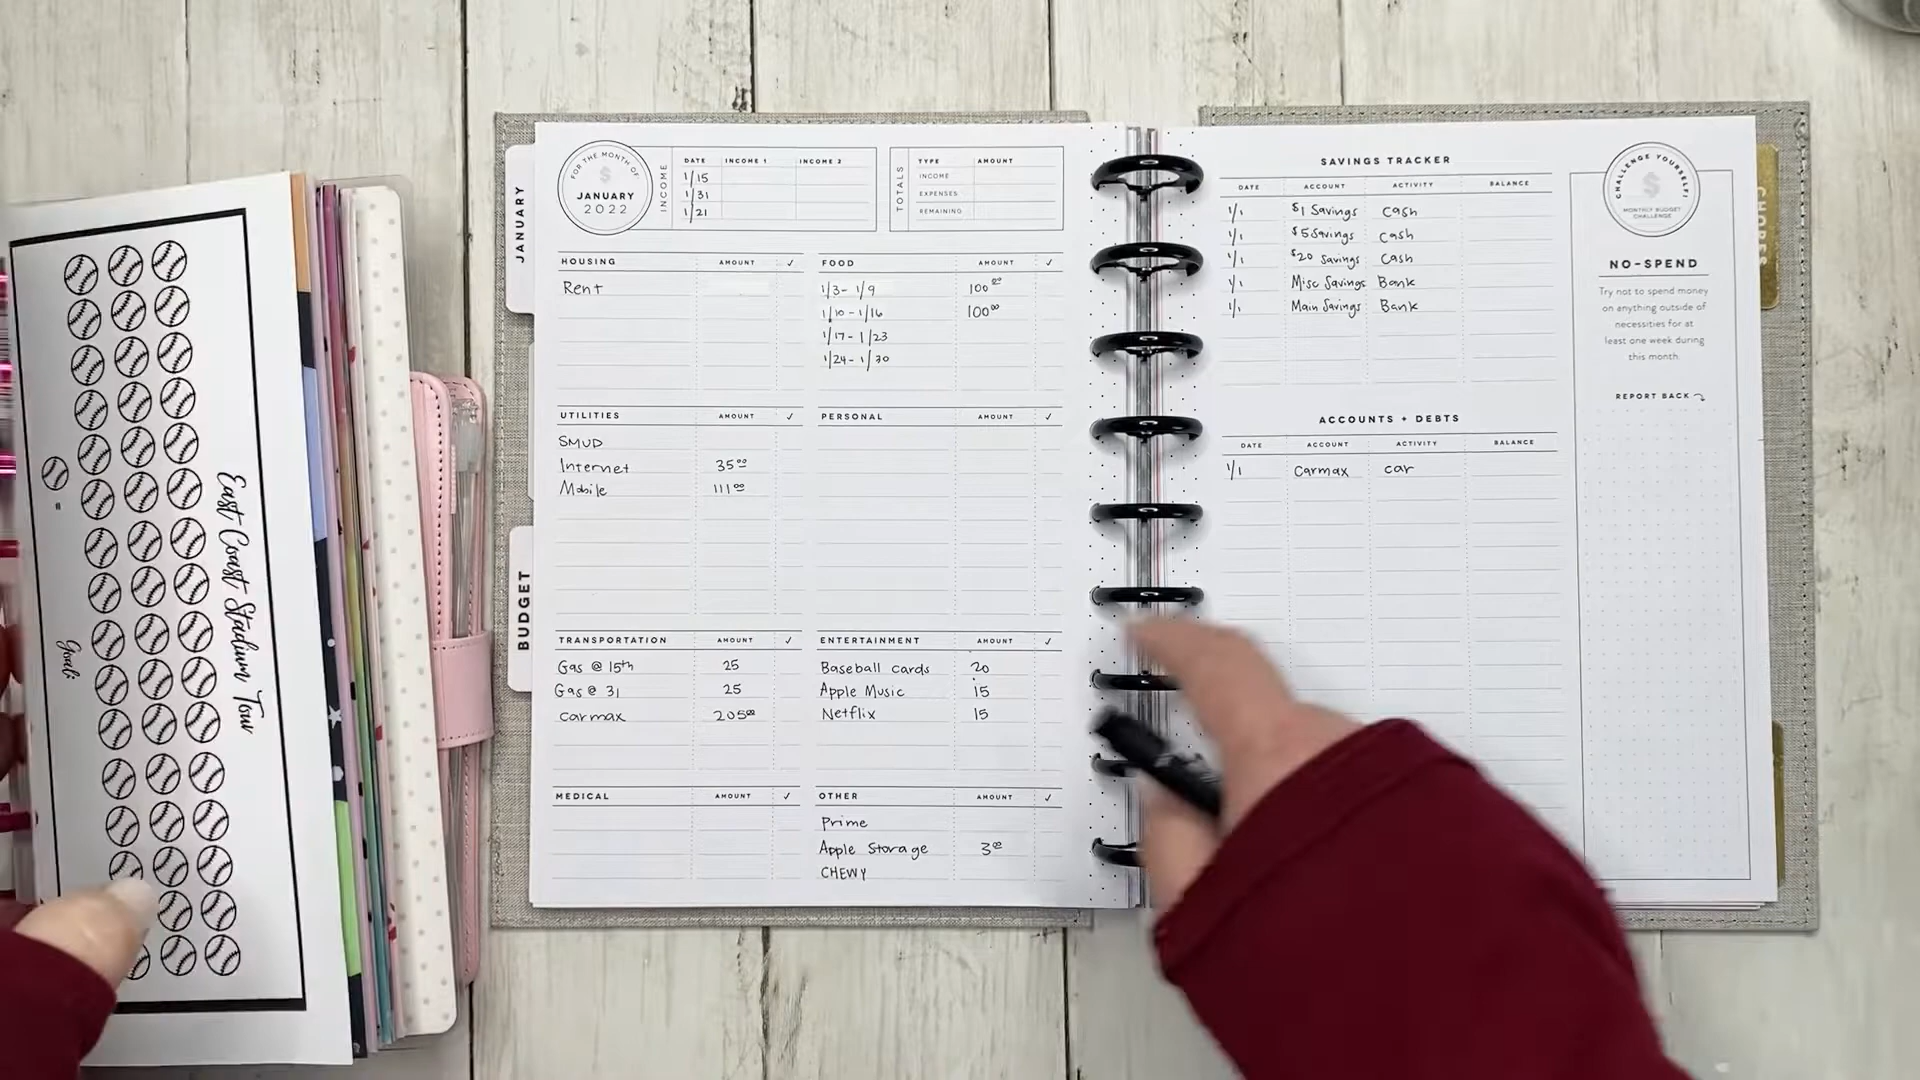 East Coast Stadium Tour
=
Goal:
JANUARY
BUDGET
FOR THE MONTH OF
$
JANUARY
2022
INCOME
DATE INCOME 1 INCOME 2
1/15
1/31
1/21
TOTALS
TYPE AMOUNT
INCOME
EXPENSES
REMAINING
HOUSING AMOUNT ✓
Rent
FOOD AMOUNT ✓
1/3 - 1/9 100 00
1/10 - 1/16 100 00
1/17 - 1/23
1/24 - 1/30
UTILITIES AMOUNT ✓
SMUD
Internet 35 00
Mobile 111 00
PERSONAL AMOUNT ✓
TRANSPORTATION AMOUNT ✓
Gas @ 15th 25
Gas @ 31 25
carmax 205 00
ENTERTAINMENT AMOUNT ✓
Baseball cards 20
Apple Music 15
Netflix 15
MEDICAL AMOUNT ✓
OTHER AMOUNT ✓
Prime
Apple Storage 3 00
CHEWY
SAVINGS TRACKER
DATE ACCOUNT ACTIVITY BALANCE
1/1 $1 Savings Cash
1/1 $5 Savings Cash
1/1 $20 Savings Cash
1/1 Misc Savings Bank
1/1 Main Savings Bank
ACCOUNTS + DEBTS
DATE ACCOUNT ACTIVITY BALANCE
1/1 Carmax car
CHALLENGE YOURSELF!
$
MONTHLY BUDGET
CHALLENGE
NO-SPEND
Try not to spend money
on anything outside of
necessities for at
least one week during
this month.
REPORT BACK
CHORES